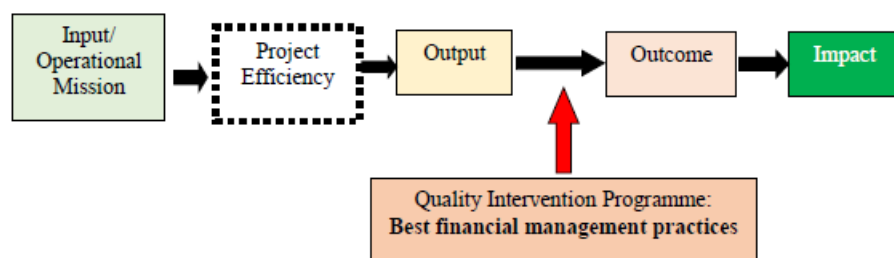 Input/
Operational
Mission
Project
Efficiency
Output
Outcome
Impact
Quality Intervention Programme:
Best financial management practices